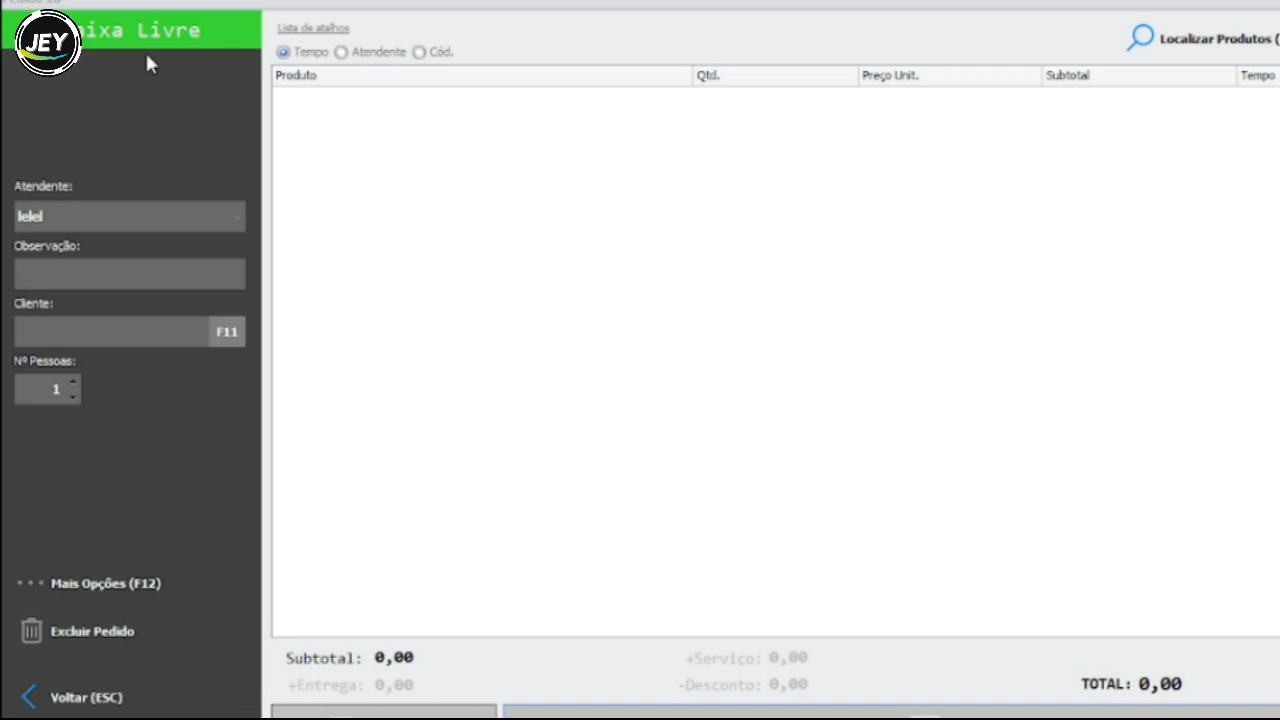 JEY
ixa Livre
Lista de atalhos
Tempo Atendente Cód.
Localizar Produtos (
Produto Qtd. Preço Unit. Subtotal Tempo
Atendente:
lelel
Observação:
Cliente:
F11
Nº Pessoas:
1
Mais Opções (F12)
Excluir Pedido
Voltar (ESC)
Subtotal: 0,00
+Serviço: 0,00
+Entrega: 0,00
-Desconto: 0,00
TOTAL: 0,00